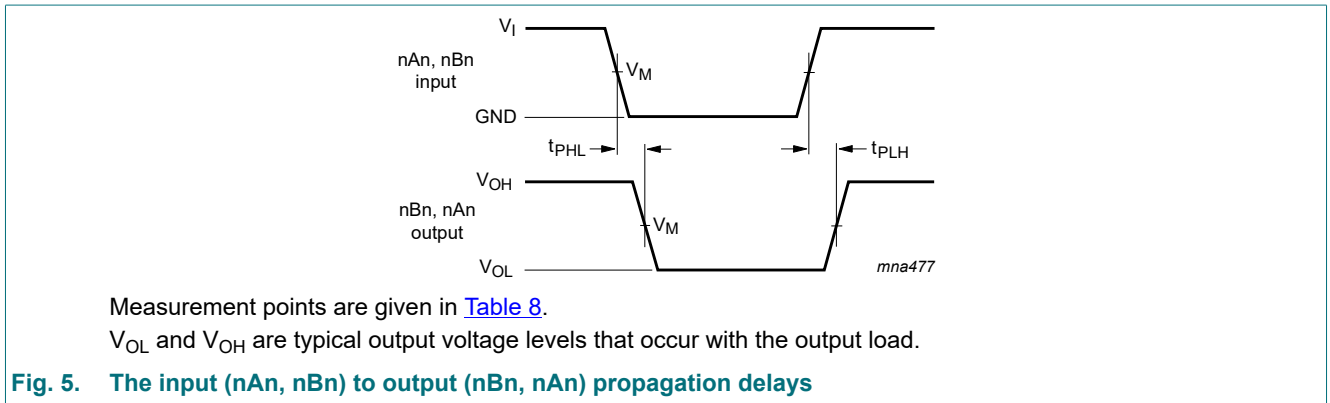 V_I
nAn, nBn
input
V_M
GND
t_PHL
t_PLH
V_OH
nBn, nAn
output
V_M
V_OL
mna477
Measurement points are given in Table 8.
V_OL and V_OH are typical output voltage levels that occur with the output load.
Fig. 5. The input (nAn, nBn) to output (nBn, nAn) propagation delays